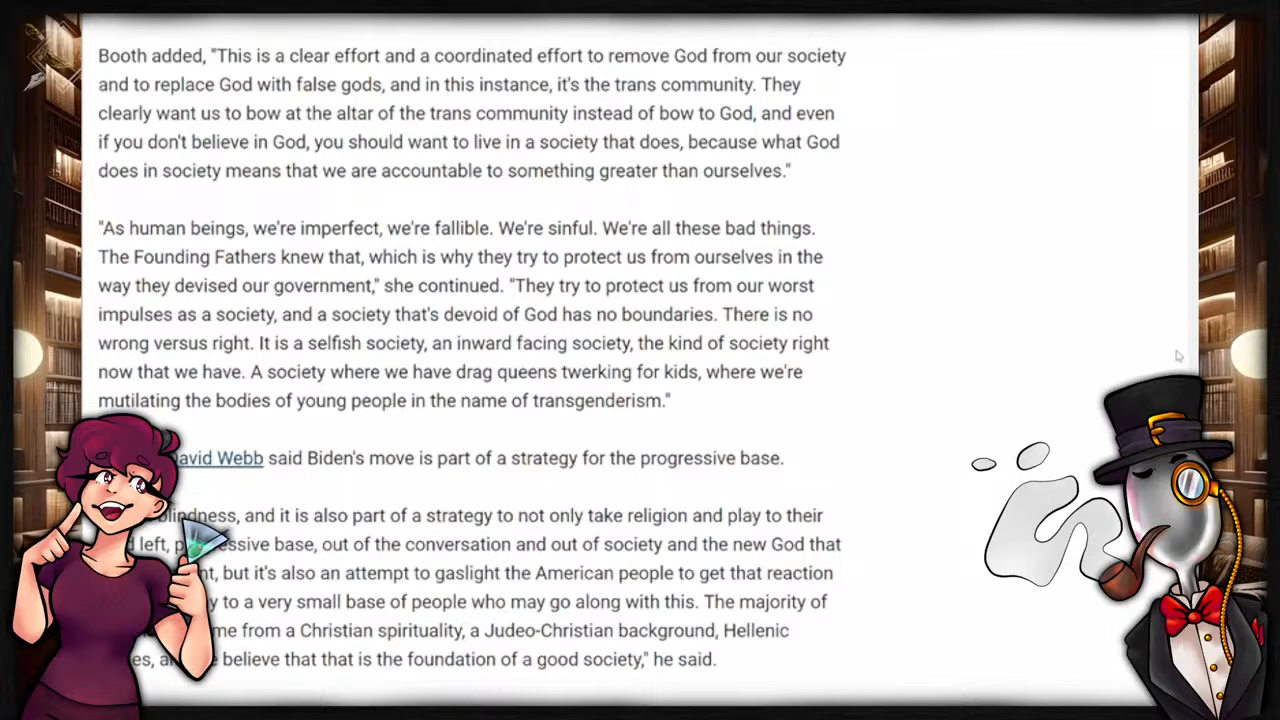 Booth added, "This is a clear effort and a coordinated effort to remove God from our society
and to replace God with false gods, and in this instance, it's the trans community. They
clearly want us to bow at the altar of the trans community instead of bow to God, and even
if you don't believe in God, you should want to live in a society that does, because what God
does in society means that we are accountable to something greater than ourselves."
"As human beings, we're imperfect, we're fallible. We're sinful. We're all these bad things.
The Founding Fathers knew that, which is why they try to protect us from ourselves in the
way they devised our government," she continued. "They try to protect us from our worst
impulses as a society, and a society that's devoid of God has no boundaries. There is no
wrong versus right. It is a selfish society, an inward facing society, the kind of society right
now that we have. A society where we have drag queens twerking for kids, where we're
mutilating the bodies of young people in the name of transgenderism."
Webb said Biden's move is part of a strategy for the progressive base.
blindness, and it is also part of a strategy to not only take religion and play to their
left, base, out of the conversation and out of society and the new God that
but it's also an attempt to gaslight the American people to get that reaction
to a very small base of people who may go along with this. The majority of
from a Christian spirituality, a Judeo-Christian background, Hellenic
believe that that is the foundation of a good society," he said.